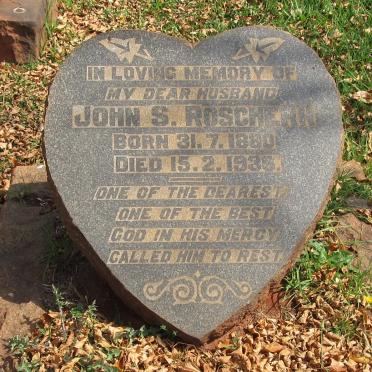 IN LOVING MEMORY OF
MY DEAR HUSBAND
JOHN S.
BORN 31.7.
DIED 15.2.
ONE OF THE DEAREST
ONE OF THE BEST
GOD IN HIS MERCY
CALLED HIM TO REST.